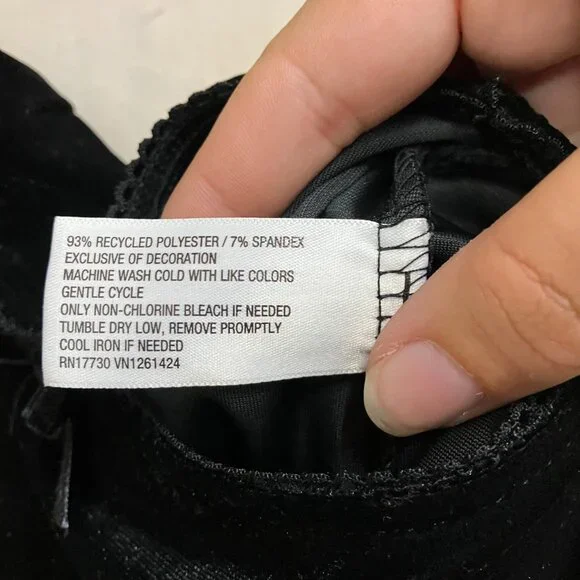 93% RECYCLED POLYESTER / 7% SPANDEX
EXCLUSIVE OF DECORATION
MACHINE WASH COLD WITH LIKE COLORS
GENTLE CYCLE
ONLY NON-CHLORINE BLEACH IF NEEDED
TUMBLE DRY LOW, REMOVE PROMPTLY
COOL IRON IF NEEDED
RN17730 VN1261424